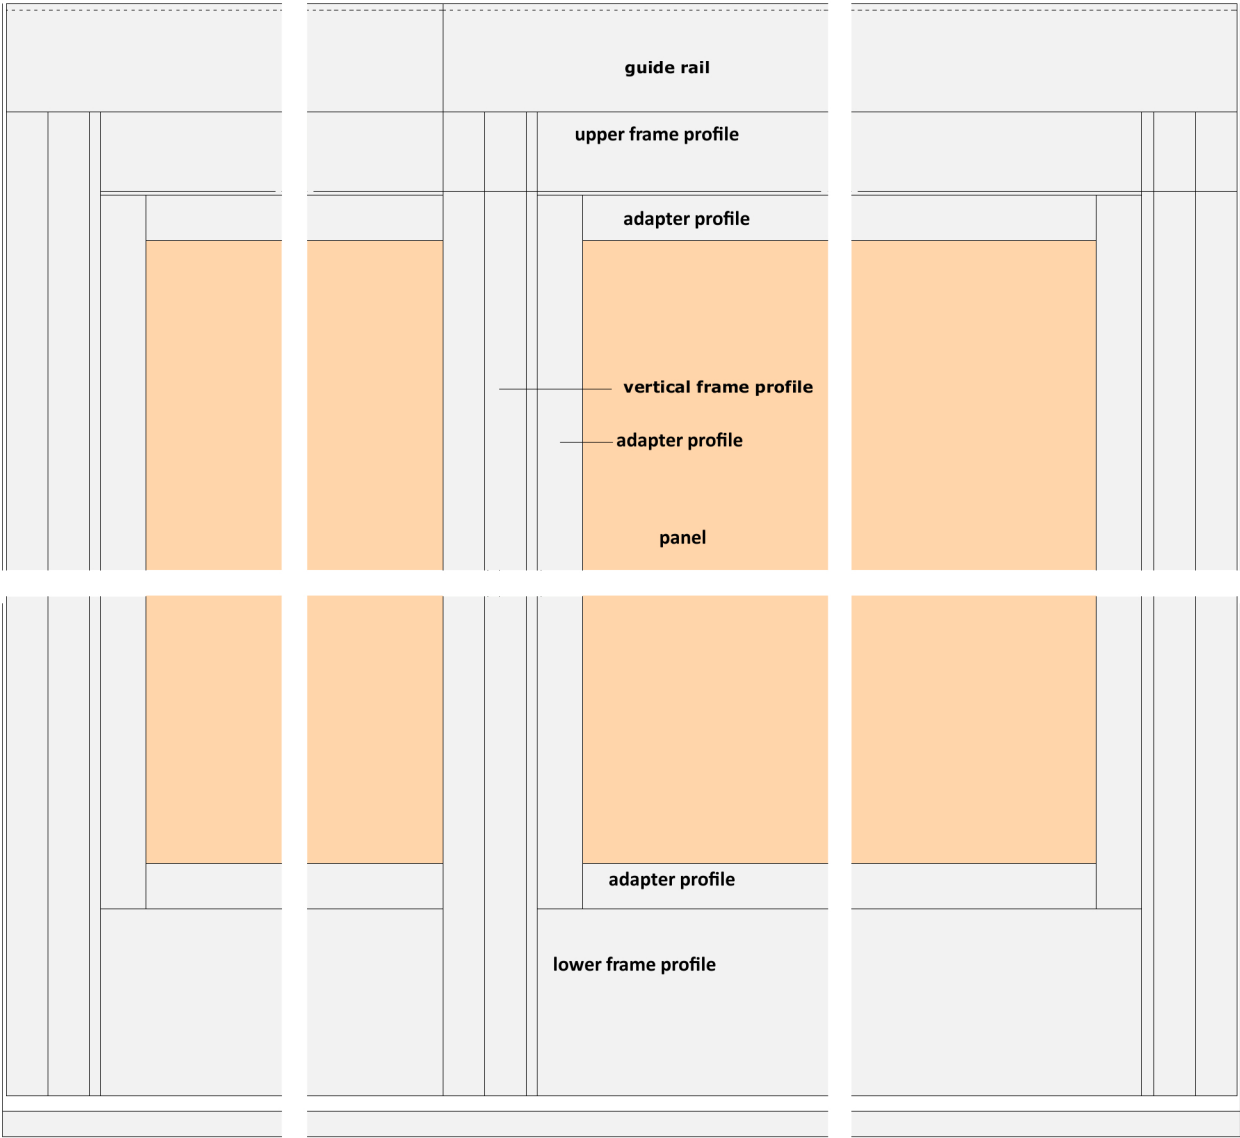 guide rail
upper frame profile
adapter profile
vertical frame profile
adapter profile
panel
adapter profile
lower frame profile